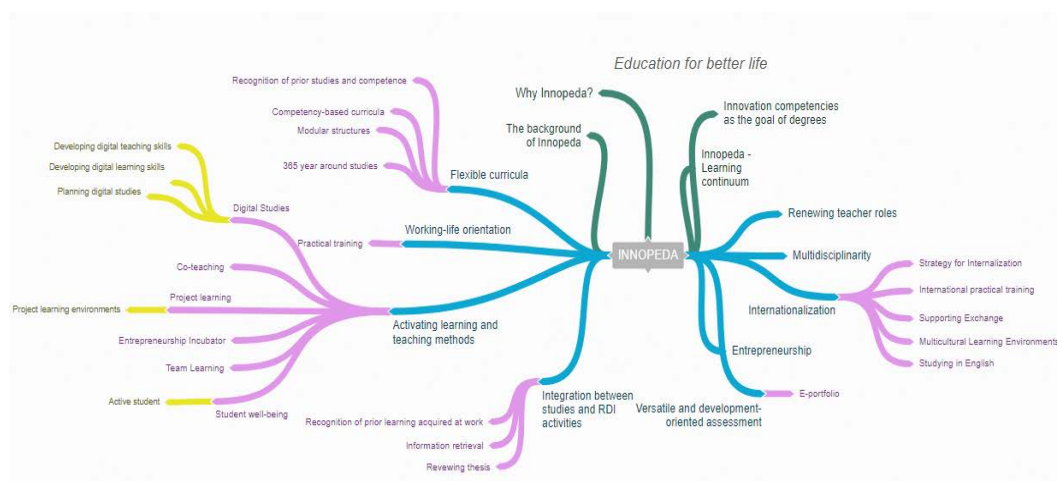 Education for better life
Why Innopeda?
The background
of Innopeda
Innovation competencies
as the goal of degrees
Innopeda -
Learning
continuum
INNOPEDA
Recognition of prior studies and competence
Competency-based curricula
Modular structures
365 year around studies
Flexible curricula
Working-life orientation
Practical training
Developing digital teaching skills
Developing digital learning skills
Planning digital studies
Digital Studies
Co-teaching
Project learning
Project learning environments
Entrepreneurship Incubator
Team Learning
Active student
Student well-being
Activating learning and
teaching methods
Integration between
studies and RDI
activities
Recognition of prior learning acquired at work
Information retrieval
Revewing thesis
Renewing teacher roles
Multidisciplinarity
Internationalization
Strategy for Internalization
International practical training
Supporting Exchange
Multicultural Learning Environments
Studying in English
Entrepreneurship
Versatile and development-
oriented assessment
E-portfolio